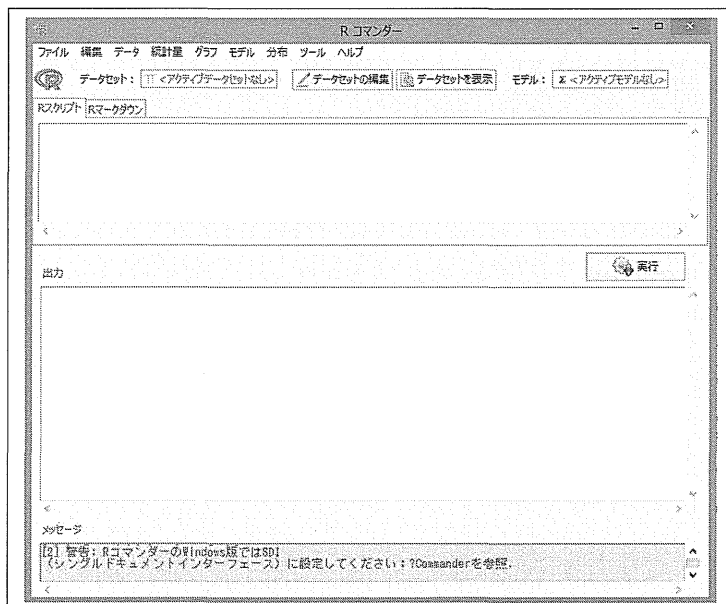 R コマンダー
ファイル 編集 データ 統計量 グラフ モデル 分布 ツール ヘルプ
データセット: <アクティブデータセットなし> データセットの編集 データセットを表示 モデル: Σ <アクティブモデルなし>
Rスクリプト Rマークダウン
実行
出力
メッセージ
[2] 警告: RコマンダーのWindows版ではSDI
(シングルドキュメントインターフェース)に設定してください:?Commanderを参照.